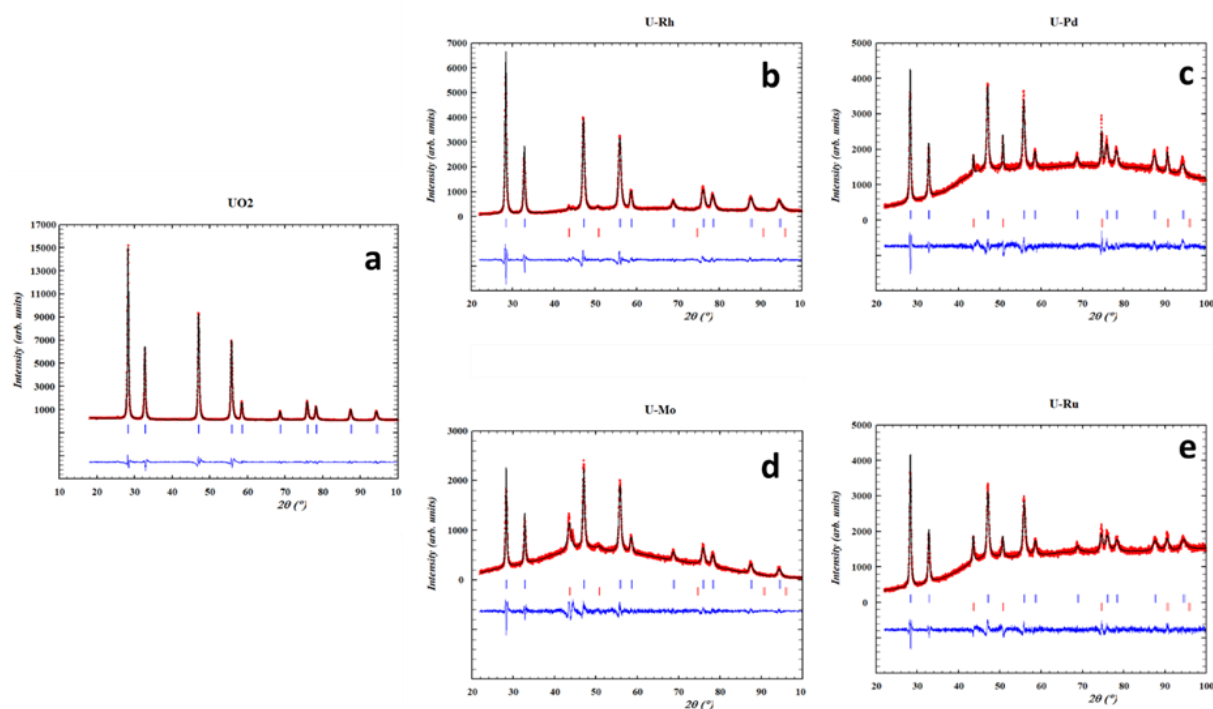 UO2
a
Intensity (arb. units)
17000
15000
13000
11000
9000
7000
5000
3000
1000
10 20 30 40 50 60 70 80 90 10
2θ (°)
U-Rh
b
Intensity (arb. units)
7000
6000
5000
4000
3000
2000
1000
0
20 30 40 50 60 70 80 90 100
2θ (°)
U-Pd
c
Intensity (arb. units)
5000
4000
3000
2000
1000
0
20 30 40 50 60 70 80 90 100
2θ (°)
U-Mo
d
Intensity (arb. units)
3000
2000
1000
0
20 30 40 50 60 70 80 90 100
2θ (°)
U-Ru
e
Intensity (arb. units)
5000
4000
3000
2000
1000
0
20 30 40 50 60 70 80 90 100
2θ (°)